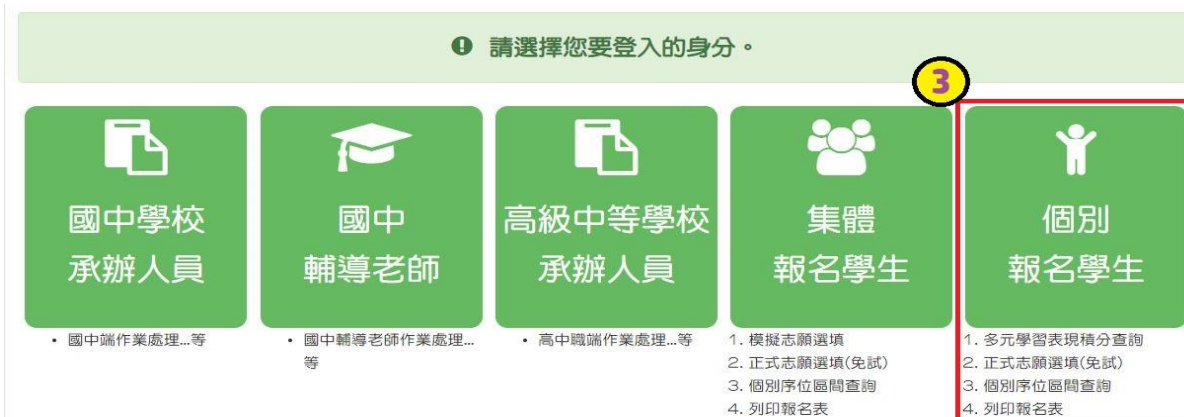 請選擇您要登入的身分。
3
國中學校
承辦人員
• 國中端作業處理...等
國中
輔導老師
• 國中輔導老師作業處理...
等
高級中等學校
承辦人員
• 高中職端作業處理...等
集體
報名學生
1. 模擬志願選填
2. 正式志願選填(免試)
3. 個別序位區間查詢
4. 列印報名表
個別
報名學生
1. 多元學習表現積分查詢
2. 正式志願選填(免試)
3. 個別序位區間查詢
4. 列印報名表